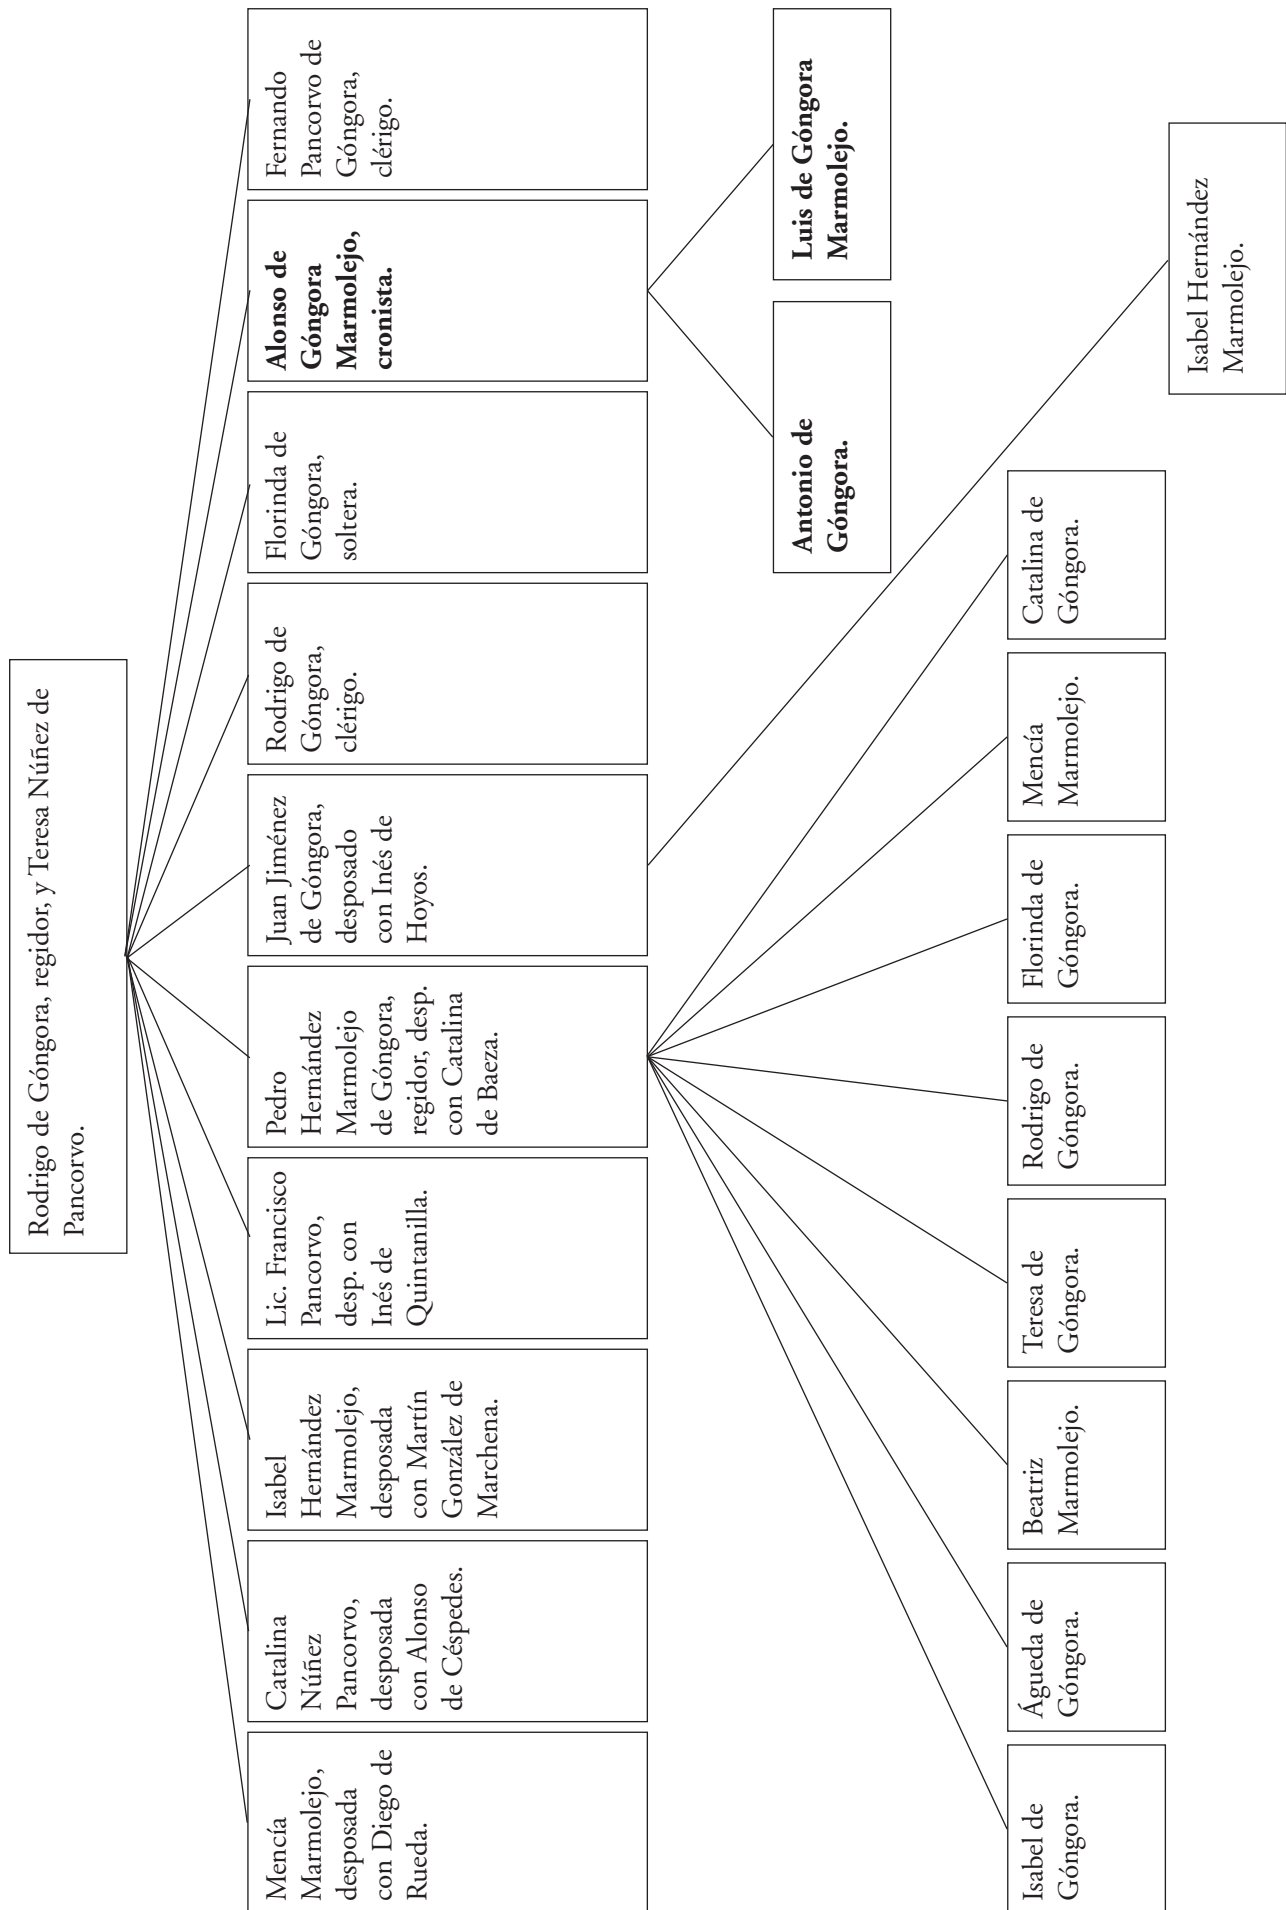 Rodrigo de Góngora, regidor, y Teresa Núñez de
Pancorvo.
Mencía
Marmolejo,
desposada
con Diego de
Rueda.
Catalina
Núñez
Pancorvo,
desposada
con Alonso
de Céspedes.
Isabel
Hernández
Marmolejo,
desposada
con Martín
González de
Marchena.
Lic. Francisco
Pancorvo,
desp. con
Inés de
Quintanilla.
Pedro
Hernández
Marmolejo
de Góngora,
regidor, desp.
con Catalina
de Baeza.
Juan Jiménez
de Góngora,
desposado
con Inés de
Hoyos.
Rodrigo de
Góngora,
clérigo.
Florinda de
Góngora,
soltera.
Alonso de
Góngora
Marmolejo,
cronista.
Fernando
Pancorvo de
Góngora,
clérigo.
Antonio de
Góngora.
Luis de Góngora
Marmolejo.
Isabel de
Góngora.
Águeda de
Góngora.
Beatriz
Marmolejo.
Teresa de
Góngora.
Rodrigo de
Góngora.
Florinda de
Góngora.
Mencía
Marmolejo.
Catalina de
Góngora.
Isabel Hernández
Marmolejo.